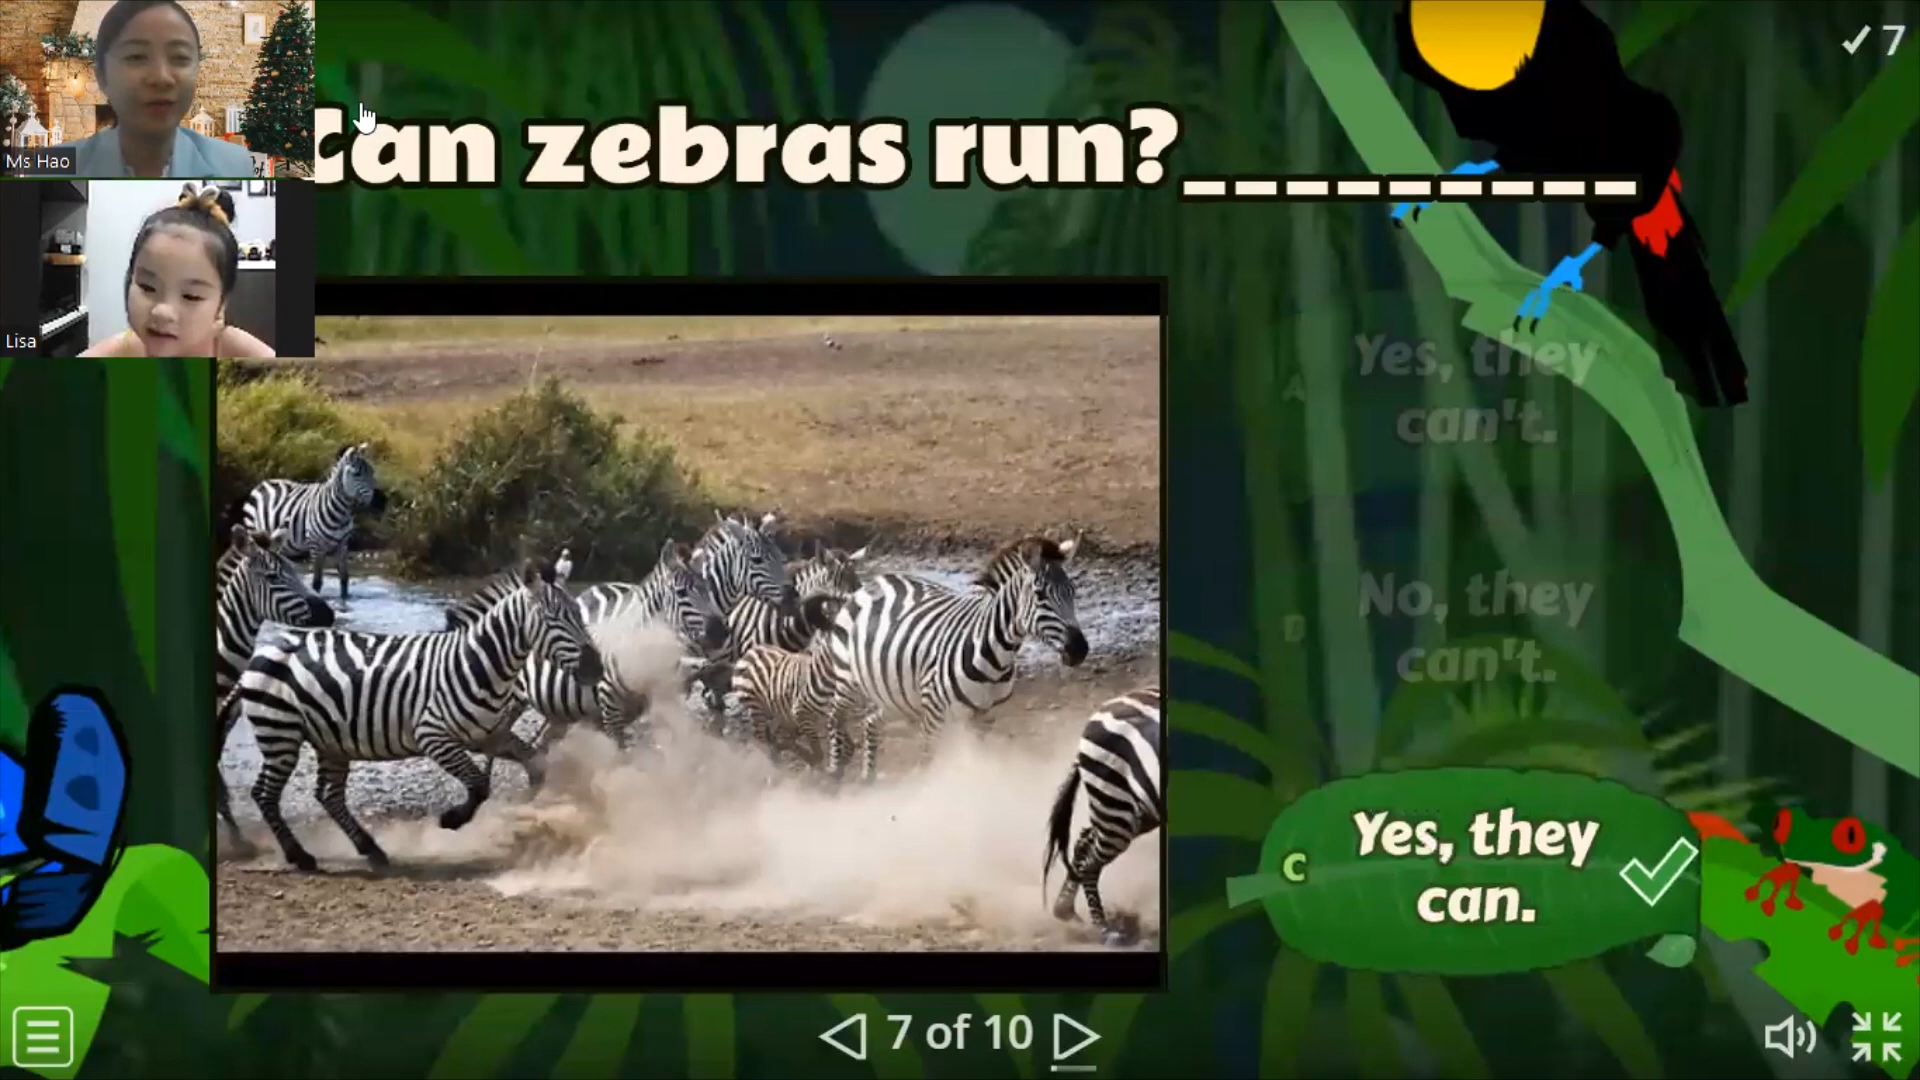 ✓ 7
Can zebras run? _________
Ms Hao
Lisa
A
Yes, they
can't.
B
No, they
can't.
C
Yes, they
can.
7 of 10